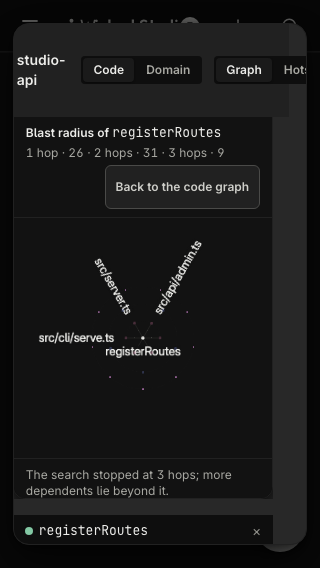 studio-
api
Code
Domain
Graph
Blast radius of registerRoutes
1 hop · 26 · 2 hops · 31 · 3 hops · 9
Back to the code graph
src/server.ts
src/api/admin.ts
src/cli/serve.ts
registerRoutes
The search stopped at 3 hops; more
dependents lie beyond it.
registerRoutes
×